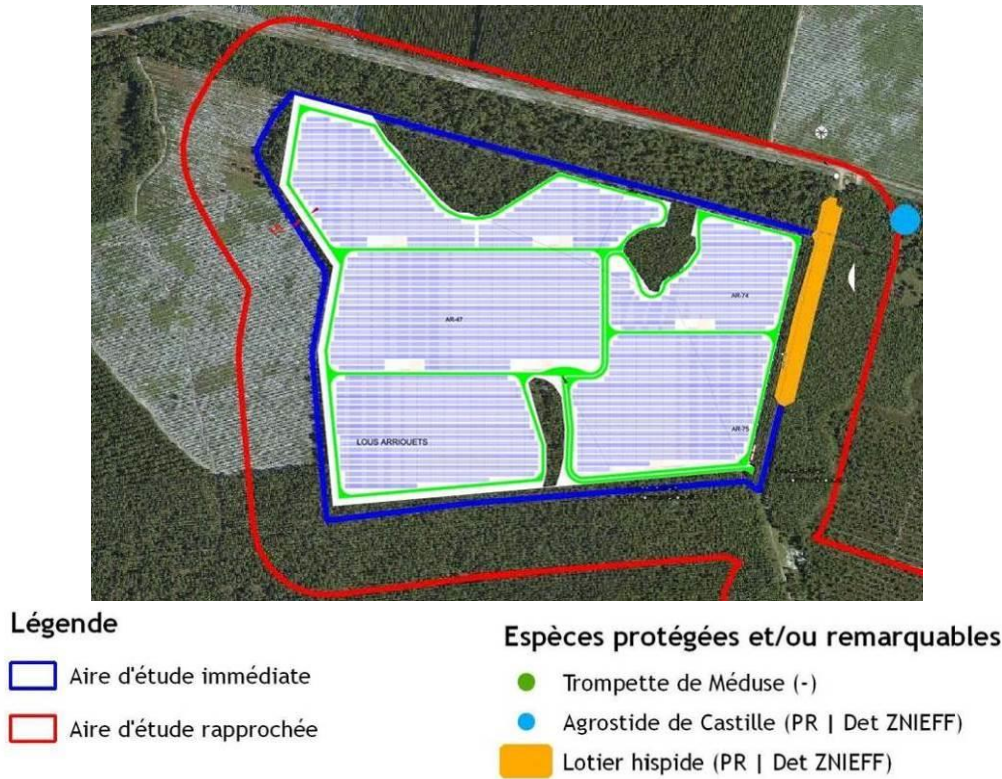 AR-74
AR-47
AR-75
LOUS ARRIOUETS
Légende
Aire d'étude immédiate
Aire d'étude rapprochée
Espèces protégées et/ou remarquables
Trompette de Méduse (-)
Agrostide de Castille (PR | Det ZNIEFF)
Lotier hispide (PR | Det ZNIEFF)